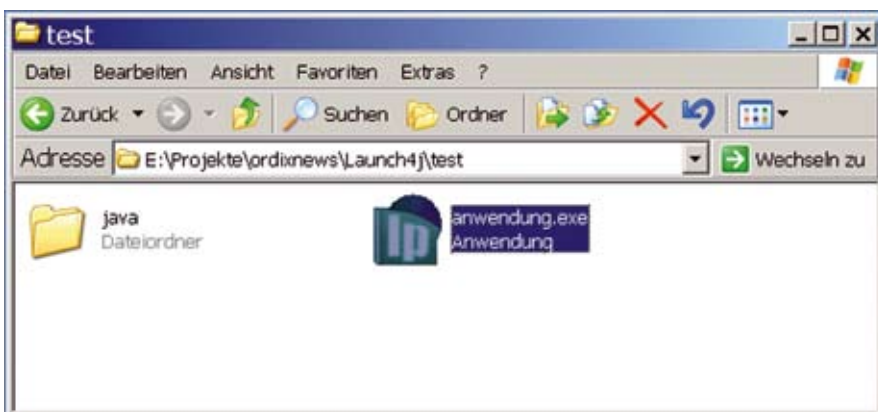 test
Datei Bearbeiten Ansicht Favoriten Extras ?
Zurück Suchen Ordner
Adresse E:\Projekte\ordixnews\Launch4j\test Wechseln zu
java
Dateiordner
lp
anwendung.exe
Anwendung